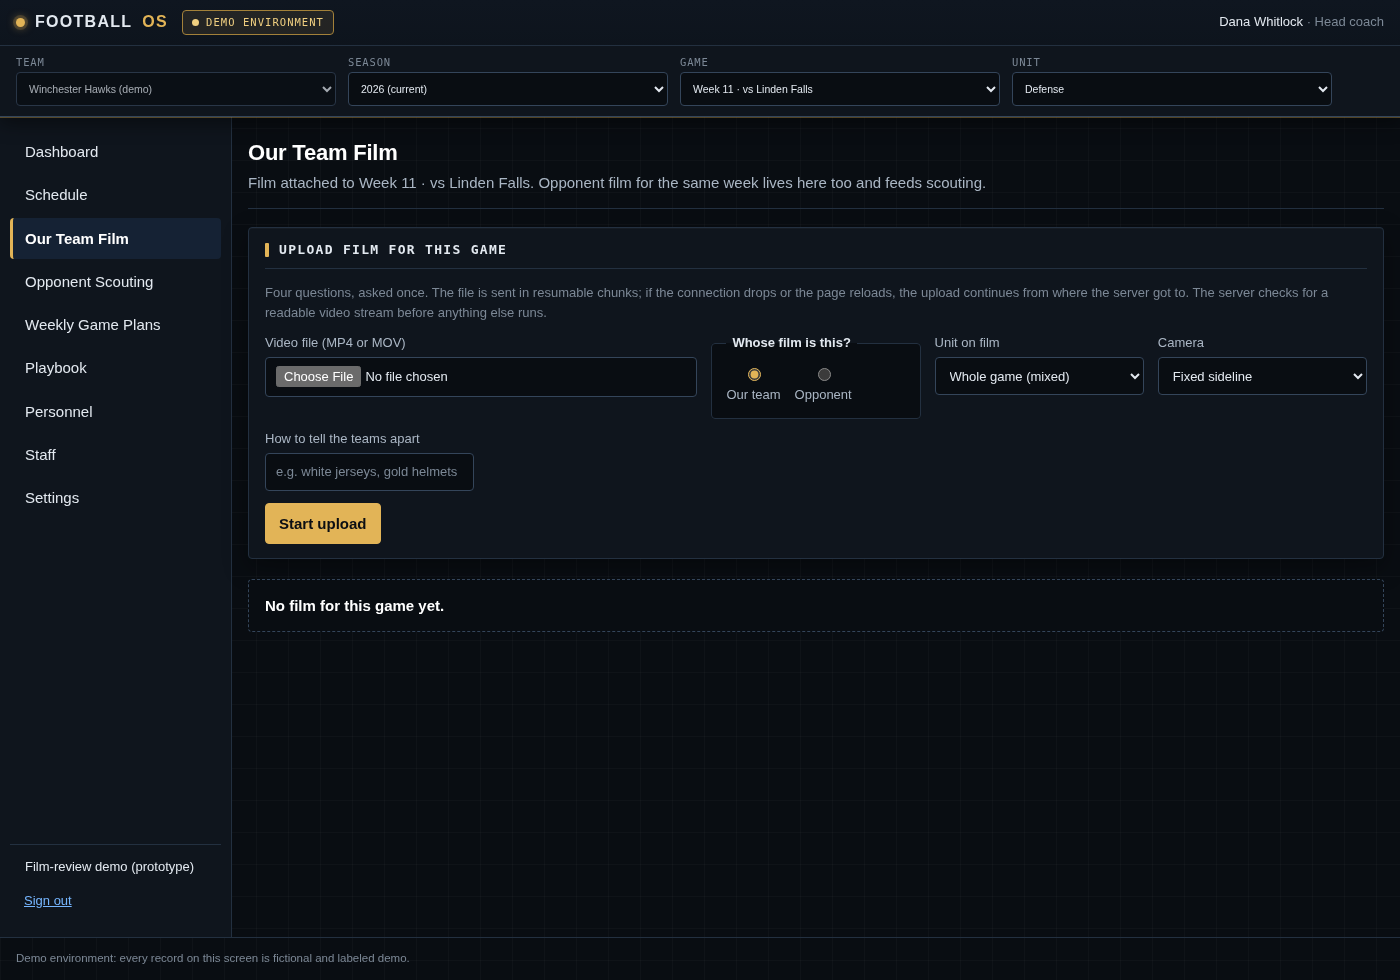 FOOTBALL OS
DEMO ENVIRONMENT
Dana Whitlock · Head coach
TEAM
SEASON
GAME
UNIT
Winchester Hawks (demo)
2026 (current)
Week 11 · vs Linden Falls
Defense
Dashboard
Schedule
Our Team Film
Opponent Scouting
Weekly Game Plans
Playbook
Personnel
Staff
Settings
Film-review demo (prototype)
Sign out
Our Team Film
Film attached to Week 11 · vs Linden Falls. Opponent film for the same week lives here too and feeds scouting.
UPLOAD FILM FOR THIS GAME
Four questions, asked once. The file is sent in resumable chunks; if the connection drops or the page reloads, the upload continues from where the server got to. The server checks for a
readable video stream before anything else runs.
Video file (MP4 or MOV)
Choose File No file chosen
Whose film is this?
Our team
Opponent
Unit on film
Whole game (mixed)
Camera
Fixed sideline
How to tell the teams apart
e.g. white jerseys, gold helmets
Start upload
No film for this game yet.
Demo environment: every record on this screen is fictional and labeled demo.